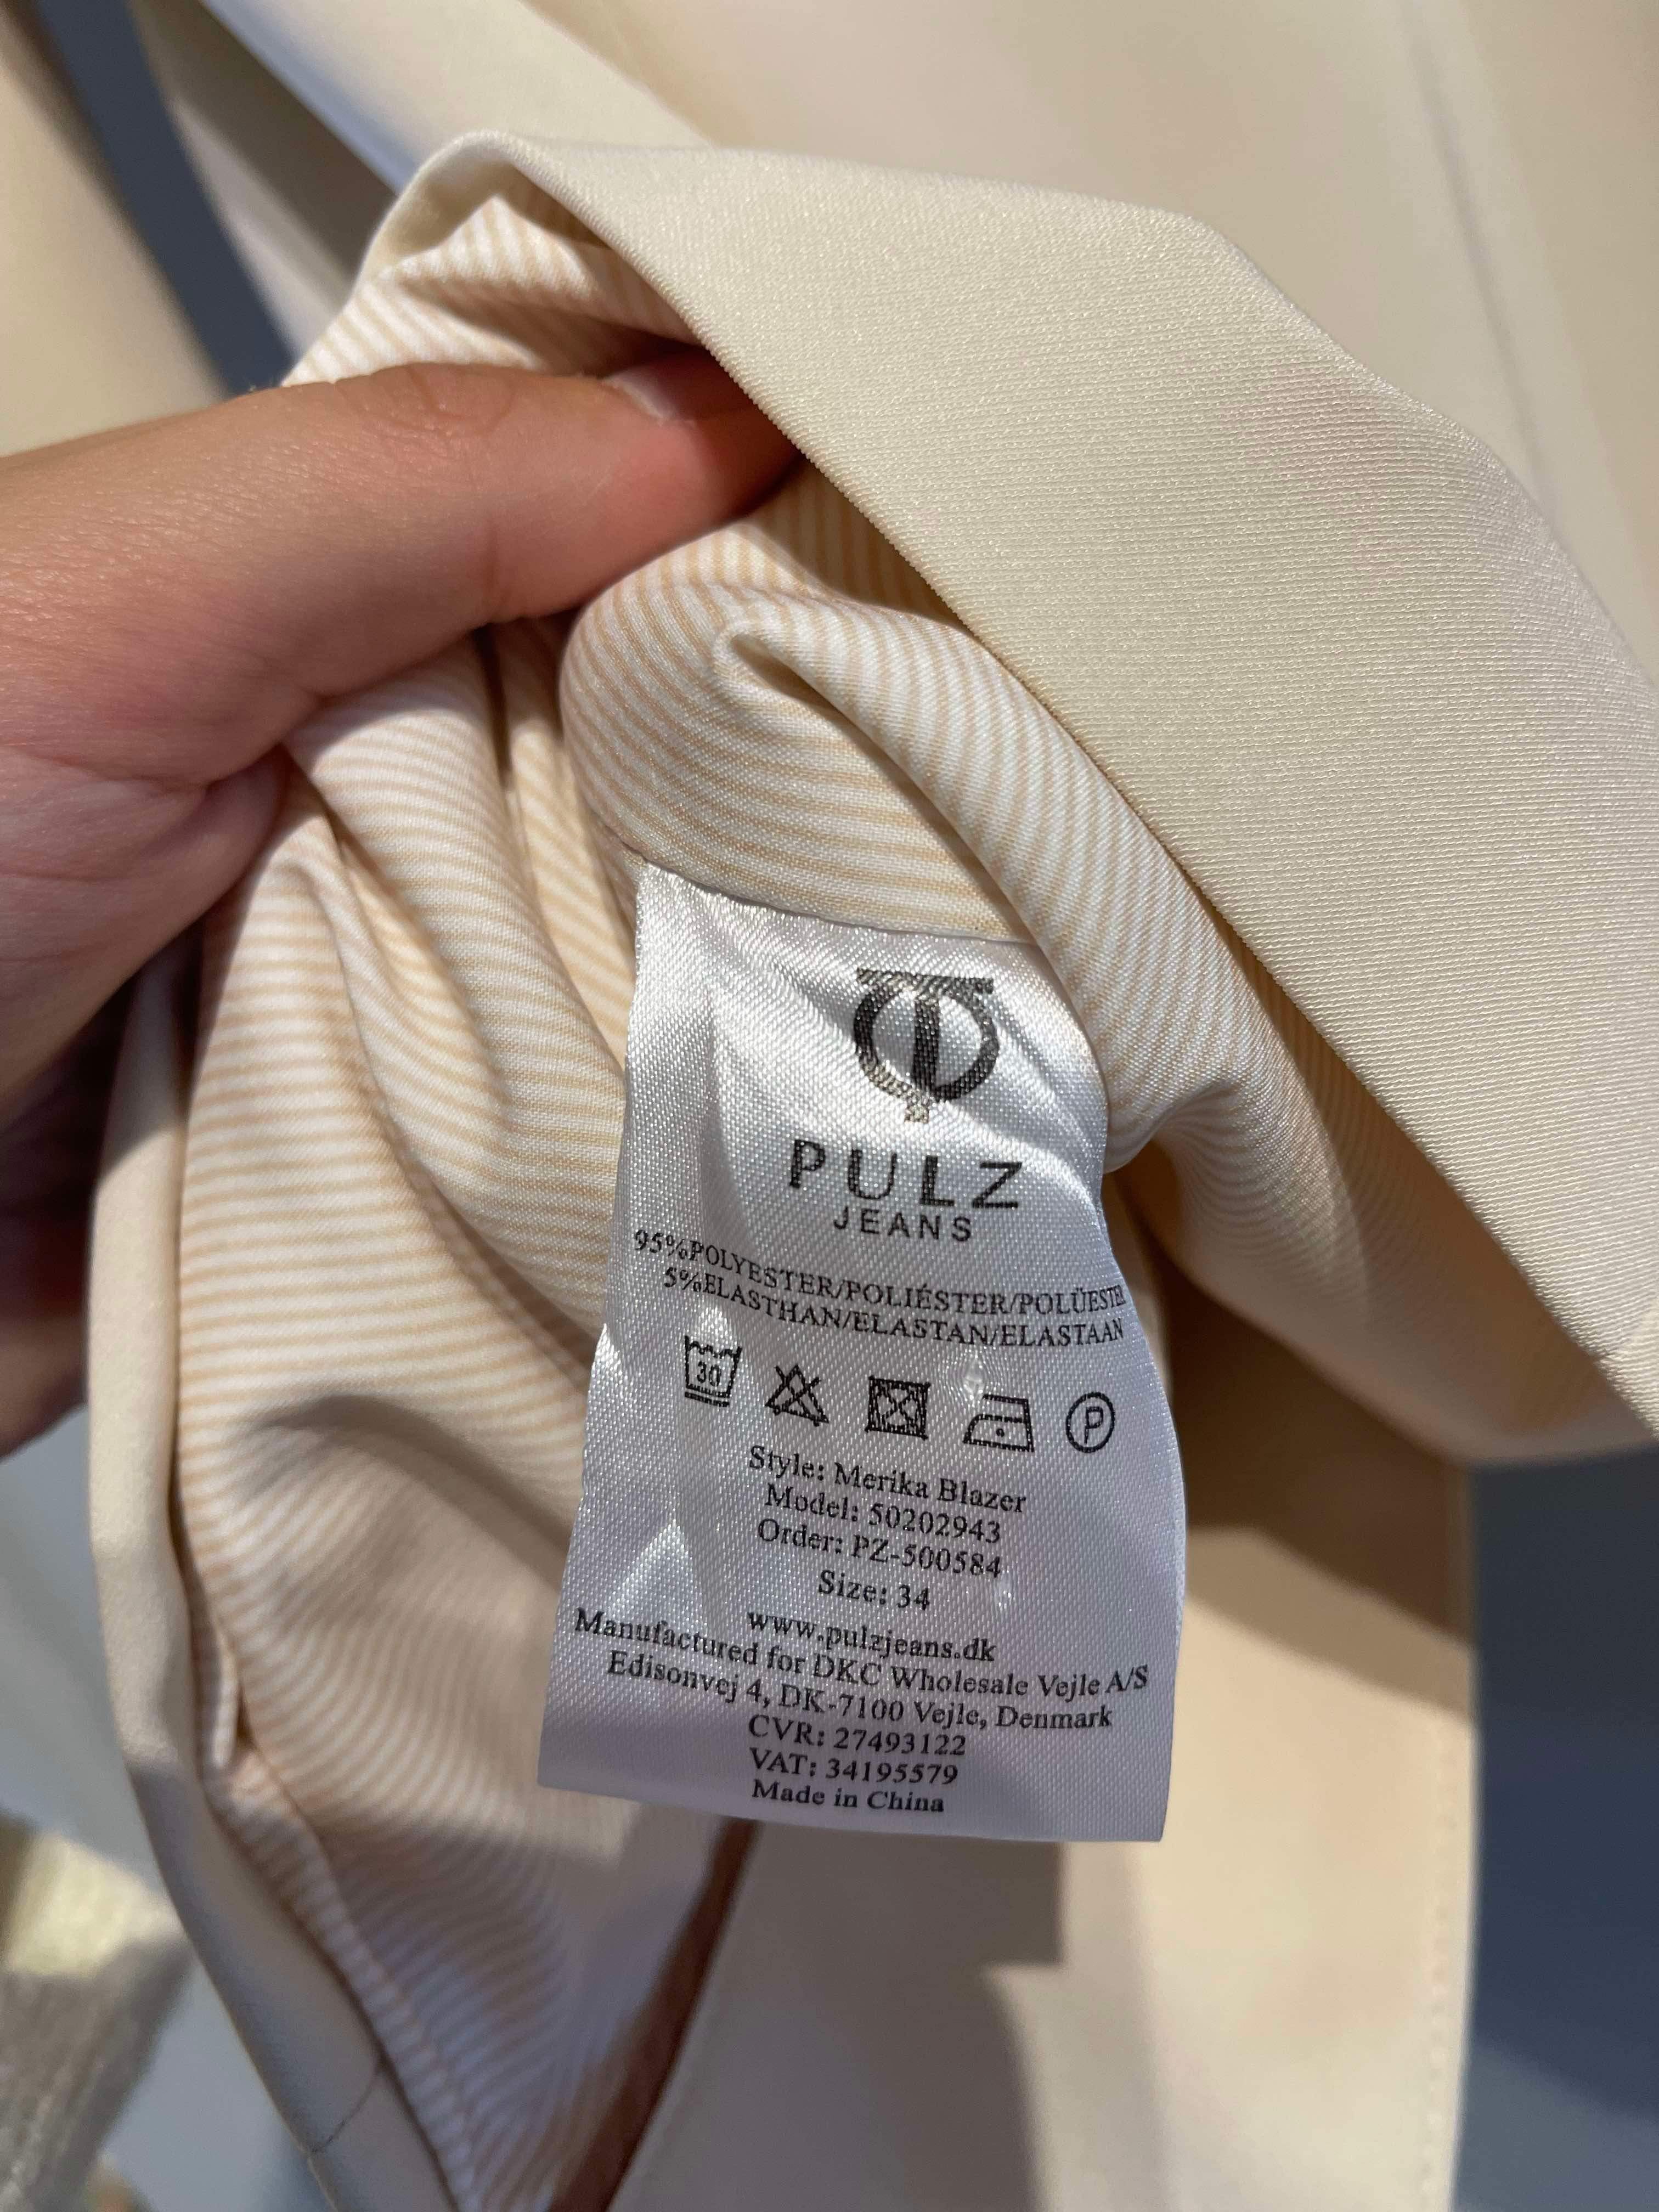 PULZ
JEANS
95%POLYESTER/POLIÉSTER/POLÜESTER
5%ELASTHAN/ELASTAN/ELASTAAN
30
P
Style: Merika Blazer
Model: 50202943
Order: PZ-500584
Size: 34
www.pulzjeans.dk
Manufactured for DKC Wholesale Vejle A/S
Edisonvej 4, DK-7100 Vejle, Denmark
CVR: 27493122
VAT: 34195579
Made in China